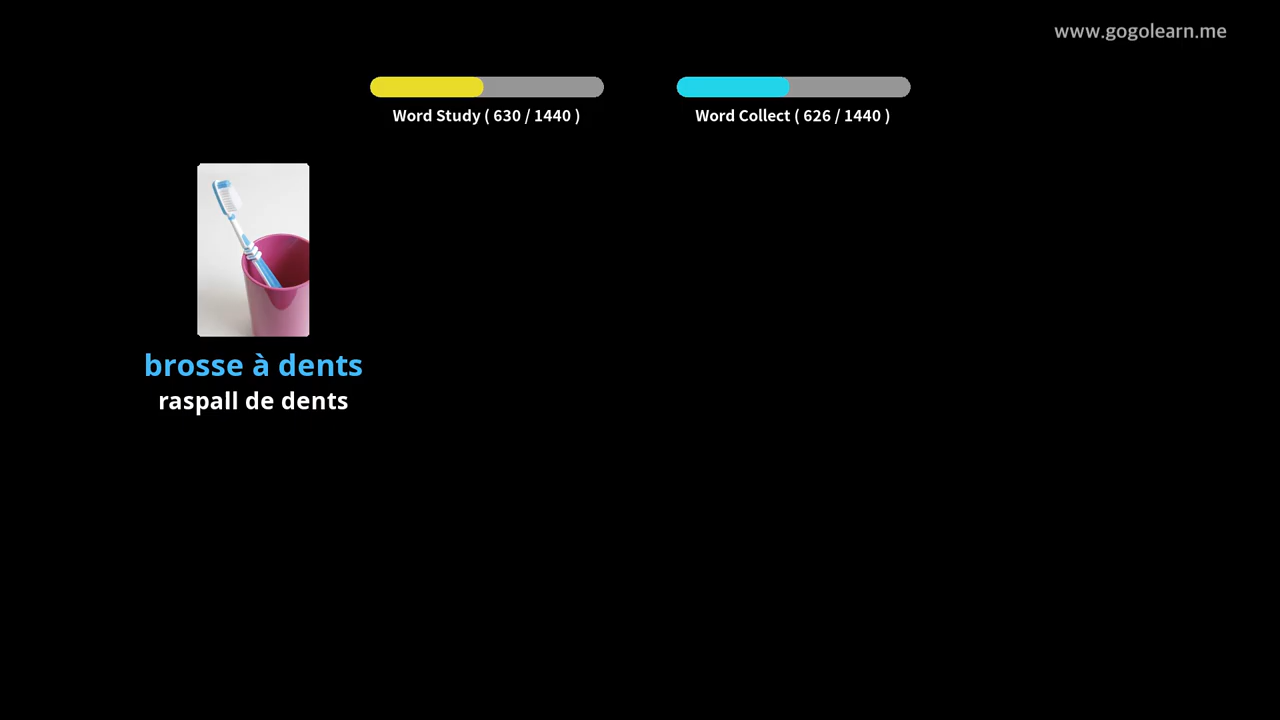 www.gogolearn.me
Word Study ( 630 / 1440 )
Word Collect ( 626 / 1440 )
brosse à dents
raspall de dents